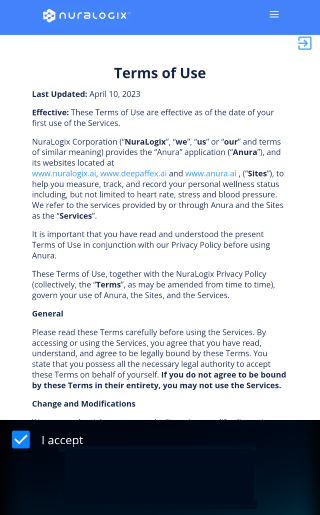 nuralogix
Terms of Use
Last Updated: April 10, 2023
Effective: These Terms of Use are effective as of the date of your
first use of the Services.
NuraLogix Corporation (“NuraLogix”, “we”, “us” or “our” and terms
of similar meaning) provides the “Anura” application (“Anura”), and
its websites located at
www.nuralogix.ai, www.deepaffex.ai and www.anura.ai , (“Sites”), to
help you measure, track, and record your personal wellness status
including, but not limited to heart rate, stress and blood pressure.
We refer to the services provided by or through Anura and the Sites
as the “Services”.
It is important that you have read and understood the present
Terms of Use in conjunction with our Privacy Policy before using
Anura.
These Terms of Use, together with the NuraLogix Privacy Policy
(collectively, the “Terms”, as may be amended from time to time),
govern your use of Anura, the Sites, and the Services.
General
Please read these Terms carefully before using the Services. By
accessing or using the Services, you agree that you have read,
understand, and agree to be legally bound by these Terms. You
state that you possess all the necessary legal authority to accept
these Terms on behalf of yourself. If you do not agree to be bound
by these Terms in their entirety, you may not use the Services.
Change and Modifications
I accept